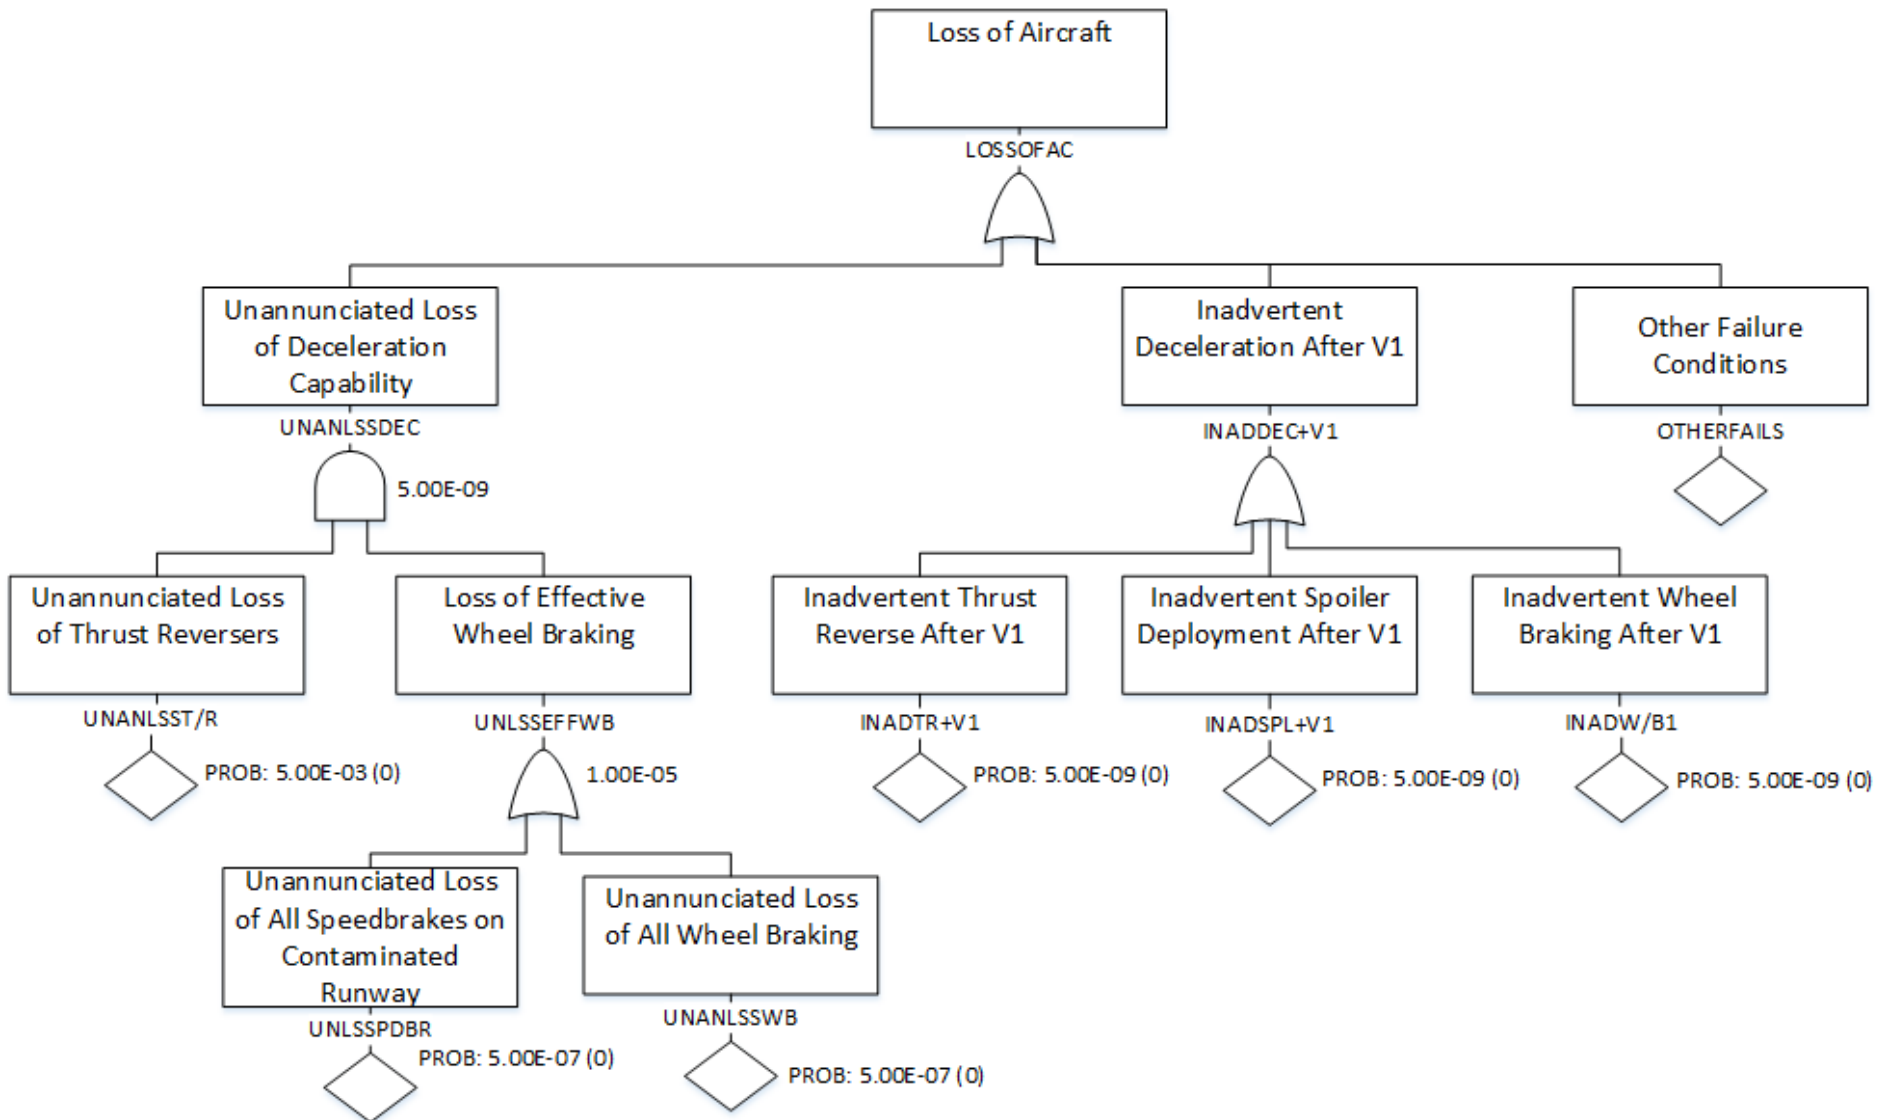 Loss of Aircraft
LOSSOFAC
Unannunciated Loss
of Deceleration
Capability
UNANLSSDEC
5.00E-09
Inadvertent
Deceleration After V1
INADDEC+V1
Other Failure
Conditions
OTHERFAILS
Unannunciated Loss
of Thrust Reversers
UNANLSST/R
PROB: 5.00E-03 (0)
Loss of Effective
Wheel Braking
UNLSSEFFWB
1.00E-05
Inadvertent Thrust
Reverse After V1
INADTR+V1
PROB: 5.00E-09 (0)
Inadvertent Spoiler
Deployment After V1
INADSPL+V1
PROB: 5.00E-09 (0)
Inadvertent Wheel
Braking After V1
INADW/B1
PROB: 5.00E-09 (0)
Unannunciated Loss
of All Speedbrakes on
Contaminated
Runway
UNLSSPDBR
PROB: 5.00E-07 (0)
Unannunciated Loss
of All Wheel Braking
UNANLSSWB
PROB: 5.00E-07 (0)